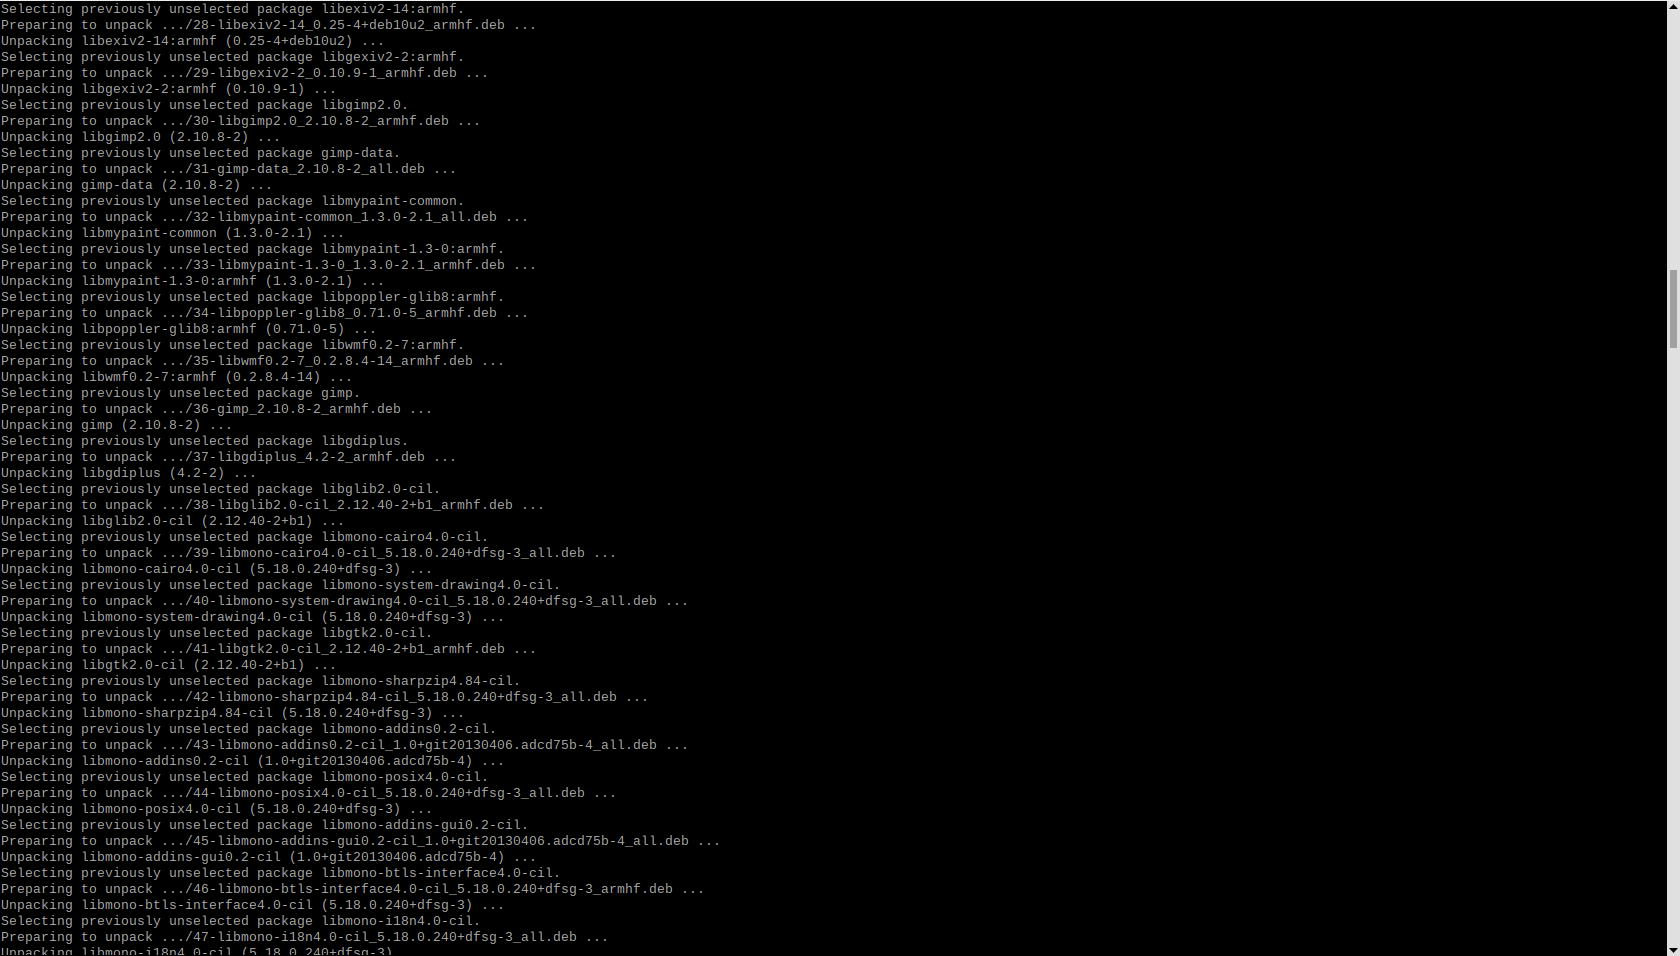 Selecting previously unselected package libexiv2-14:armhf.
Preparing to unpack .../28-libexiv2-14_0.25-4+deb10u2_armhf.deb ...
Unpacking libexiv2-14:armhf (0.25-4+deb10u2) ...
Selecting previously unselected package libgexiv2-2:armhf.
Preparing to unpack .../29-libgexiv2-2_0.10.9-1_armhf.deb ...
Unpacking libgexiv2-2:armhf (0.10.9-1) ...
Selecting previously unselected package libgimp2.0.
Preparing to unpack .../30-libgimp2.0_2.10.8-2_armhf.deb ...
Unpacking libgimp2.0 (2.10.8-2) ...
Selecting previously unselected package gimp-data.
Preparing to unpack .../31-gimp-data_2.10.8-2_all.deb ...
Unpacking gimp-data (2.10.8-2) ...
Selecting previously unselected package libmypaint-common.
Preparing to unpack .../32-libmypaint-common_1.3.0-2.1_all.deb ...
Unpacking libmypaint-common (1.3.0-2.1) ...
Selecting previously unselected package libmypaint-1.3-0:armhf.
Preparing to unpack .../33-libmypaint-1.3-0_1.3.0-2.1_armhf.deb ...
Unpacking libmypaint-1.3-0:armhf (1.3.0-2.1) ...
Selecting previously unselected package libpoppler-glib8:armhf.
Preparing to unpack .../34-libpoppler-glib8_0.71.0-5_armhf.deb ...
Unpacking libpoppler-glib8:armhf (0.71.0-5) ...
Selecting previously unselected package libwmf0.2-7:armhf.
Preparing to unpack .../35-libwmf0.2-7_0.2.8.4-14_armhf.deb ...
Unpacking libwmf0.2-7:armhf (0.2.8.4-14) ...
Selecting previously unselected package gimp.
Preparing to unpack .../36-gimp_2.10.8-2_armhf.deb ...
Unpacking gimp (2.10.8-2) ...
Selecting previously unselected package libgdiplus.
Preparing to unpack .../37-libgdiplus_4.2-2_armhf.deb ...
Unpacking libgdiplus (4.2-2) ...
Selecting previously unselected package libglib2.0-cil.
Preparing to unpack .../38-libglib2.0-cil_2.12.40-2+b1_armhf.deb ...
Unpacking libglib2.0-cil (2.12.40-2+b1) ...
Selecting previously unselected package libmono-cairo4.0-cil.
Preparing to unpack .../39-libmono-cairo4.0-cil_5.18.0.240+dfsg-3_all.deb ...
Unpacking libmono-cairo4.0-cil (5.18.0.240+dfsg-3) ...
Selecting previously unselected package libmono-system-drawing4.0-cil.
Preparing to unpack .../40-libmono-system-drawing4.0-cil_5.18.0.240+dfsg-3_all.deb ...
Unpacking libmono-system-drawing4.0-cil (5.18.0.240+dfsg-3) ...
Selecting previously unselected package libgtk2.0-cil.
Preparing to unpack .../41-libgtk2.0-cil_2.12.40-2+b1_armhf.deb ...
Unpacking libgtk2.0-cil (2.12.40-2+b1) ...
Selecting previously unselected package libmono-sharpzip4.84-cil.
Preparing to unpack .../42-libmono-sharpzip4.84-cil_5.18.0.240+dfsg-3_all.deb ...
Unpacking libmono-sharpzip4.84-cil (5.18.0.240+dfsg-3) ...
Selecting previously unselected package libmono-addins0.2-cil.
Preparing to unpack .../43-libmono-addins0.2-cil_1.0+git20130406.adcd75b-4_all.deb ...
Unpacking libmono-addins0.2-cil (1.0+git20130406.adcd75b-4) ...
Selecting previously unselected package libmono-posix4.0-cil.
Preparing to unpack .../44-libmono-posix4.0-cil_5.18.0.240+dfsg-3_all.deb ...
Unpacking libmono-posix4.0-cil (5.18.0.240+dfsg-3) ...
Selecting previously unselected package libmono-addins-gui0.2-cil.
Preparing to unpack .../45-libmono-addins-gui0.2-cil_1.0+git20130406.adcd75b-4_all.deb ...
Unpacking libmono-addins-gui0.2-cil (1.0+git20130406.adcd75b-4) ...
Selecting previously unselected package libmono-btls-interface4.0-cil.
Preparing to unpack .../46-libmono-btls-interface4.0-cil_5.18.0.240+dfsg-3_armhf.deb ...
Unpacking libmono-btls-interface4.0-cil (5.18.0.240+dfsg-3) ...
Selecting previously unselected package libmono-i18n4.0-cil.
Preparing to unpack .../47-libmono-i18n4.0-cil_5.18.0.240+dfsg-3_all.deb ...
Unpacking libmono-i18n4.0-cil (5.18.0.240+dfsg-3)